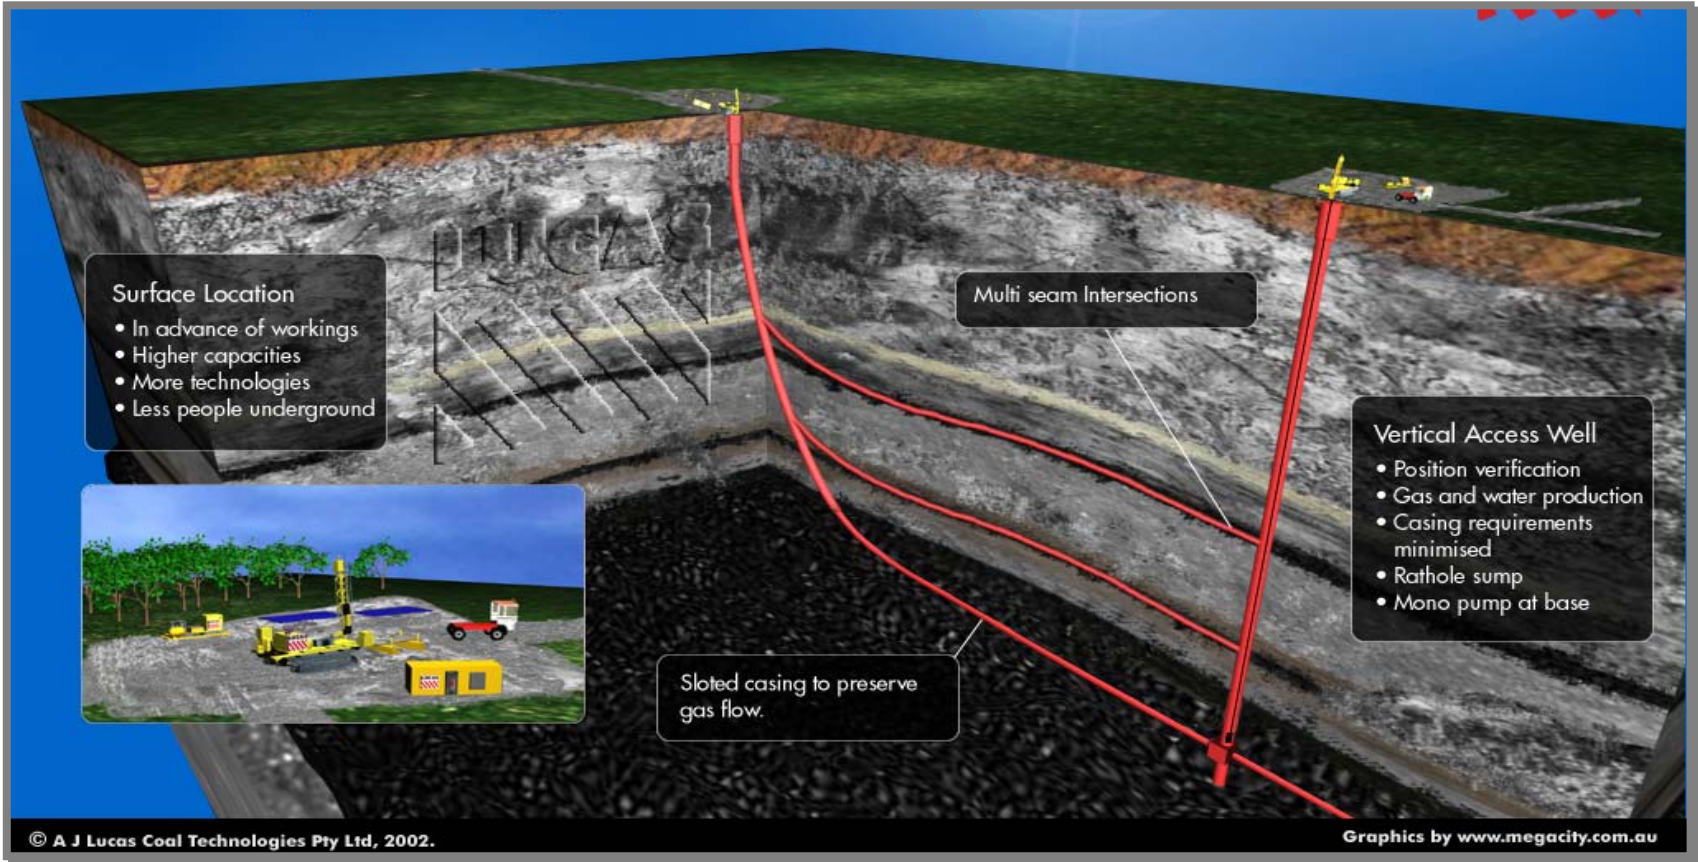 LUCAS
Surface Location
• In advance of workings
• Higher capacities
• More technologies
• Less people underground
Multi seam Intersections
Vertical Access Well
• Position verification
• Gas and water production
• Casing requirements
minimised
• Rathole sump
• Mono pump at base
Sloted casing to preserve
gas flow.
© A J Lucas Coal Technologies Pty Ltd, 2002.
Graphics by www.megacity.com.au